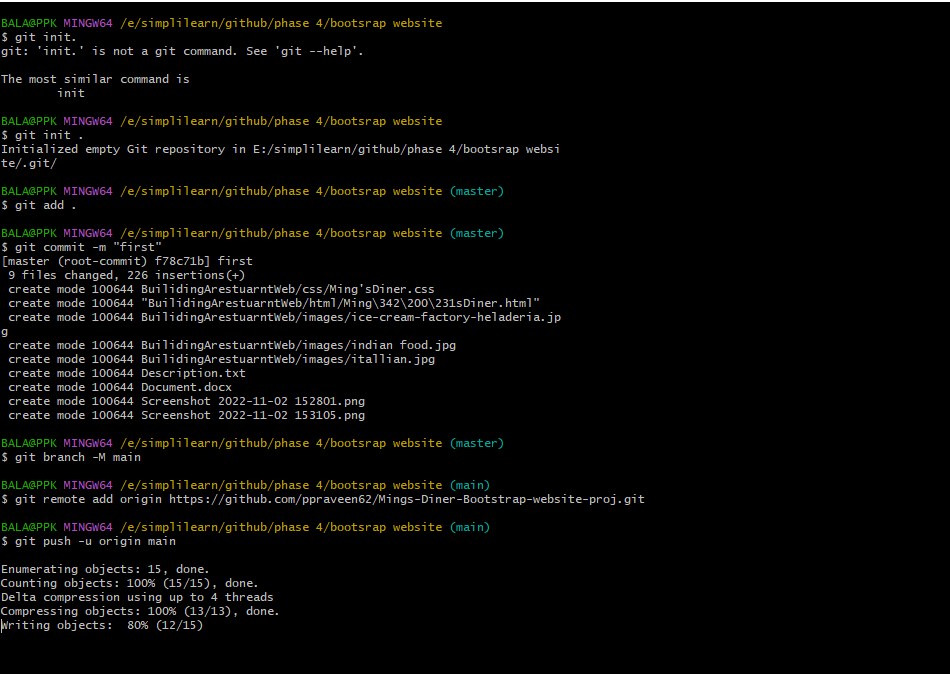 BALA@PPK MINGW64 /e/simplilearn/github/phase 4/bootsrap website
$ git init.
git: 'init.' is not a git command. See 'git --help'.
The most similar command is
init
BALA@PPK MINGW64 /e/simplilearn/github/phase 4/bootsrap website
$ git init .
Initialized empty Git repository in E:/simplilearn/github/phase 4/bootsrap websi
te/.git/
BALA@PPK MINGW64 /e/simplilearn/github/phase 4/bootsrap website (master)
$ git add .
BALA@PPK MINGW64 /e/simplilearn/github/phase 4/bootsrap website (master)
$ git commit -m "first"
[master (root-commit) f78c71b] first
9 files changed, 226 insertions(+)
create mode 100644 BuilidingArestuarntWeb/css/Ming'sDiner.css
create mode 100644 "BuilidingArestuarntWeb/html/Ming\342\200\231sDiner.html"
create mode 100644 BuilidingArestuarntWeb/images/ice-cream-factory-heladeria.jp
g
create mode 100644 BuilidingArestuarntWeb/images/indian food.jpg
create mode 100644 BuilidingArestuarntWeb/images/itallian.jpg
create mode 100644 Description.txt
create mode 100644 Document.docx
create mode 100644 Screenshot 2022-11-02 152801.png
create mode 100644 Screenshot 2022-11-02 153105.png
BALA@PPK MINGW64 /e/simplilearn/github/phase 4/bootsrap website (master)
$ git branch -M main
BALA@PPK MINGW64 /e/simplilearn/github/phase 4/bootsrap website (main)
$ git remote add origin https://github.com/ppraveen62/Mings-Diner-Bootstrap-website-proj.git
BALA@PPK MINGW64 /e/simplilearn/github/phase 4/bootsrap website (main)
$ git push -u origin main
Enumerating objects: 15, done.
Counting objects: 100% (15/15), done.
Delta compression using up to 4 threads
Compressing objects: 100% (13/13), done.
Writing objects:  80% (12/15)